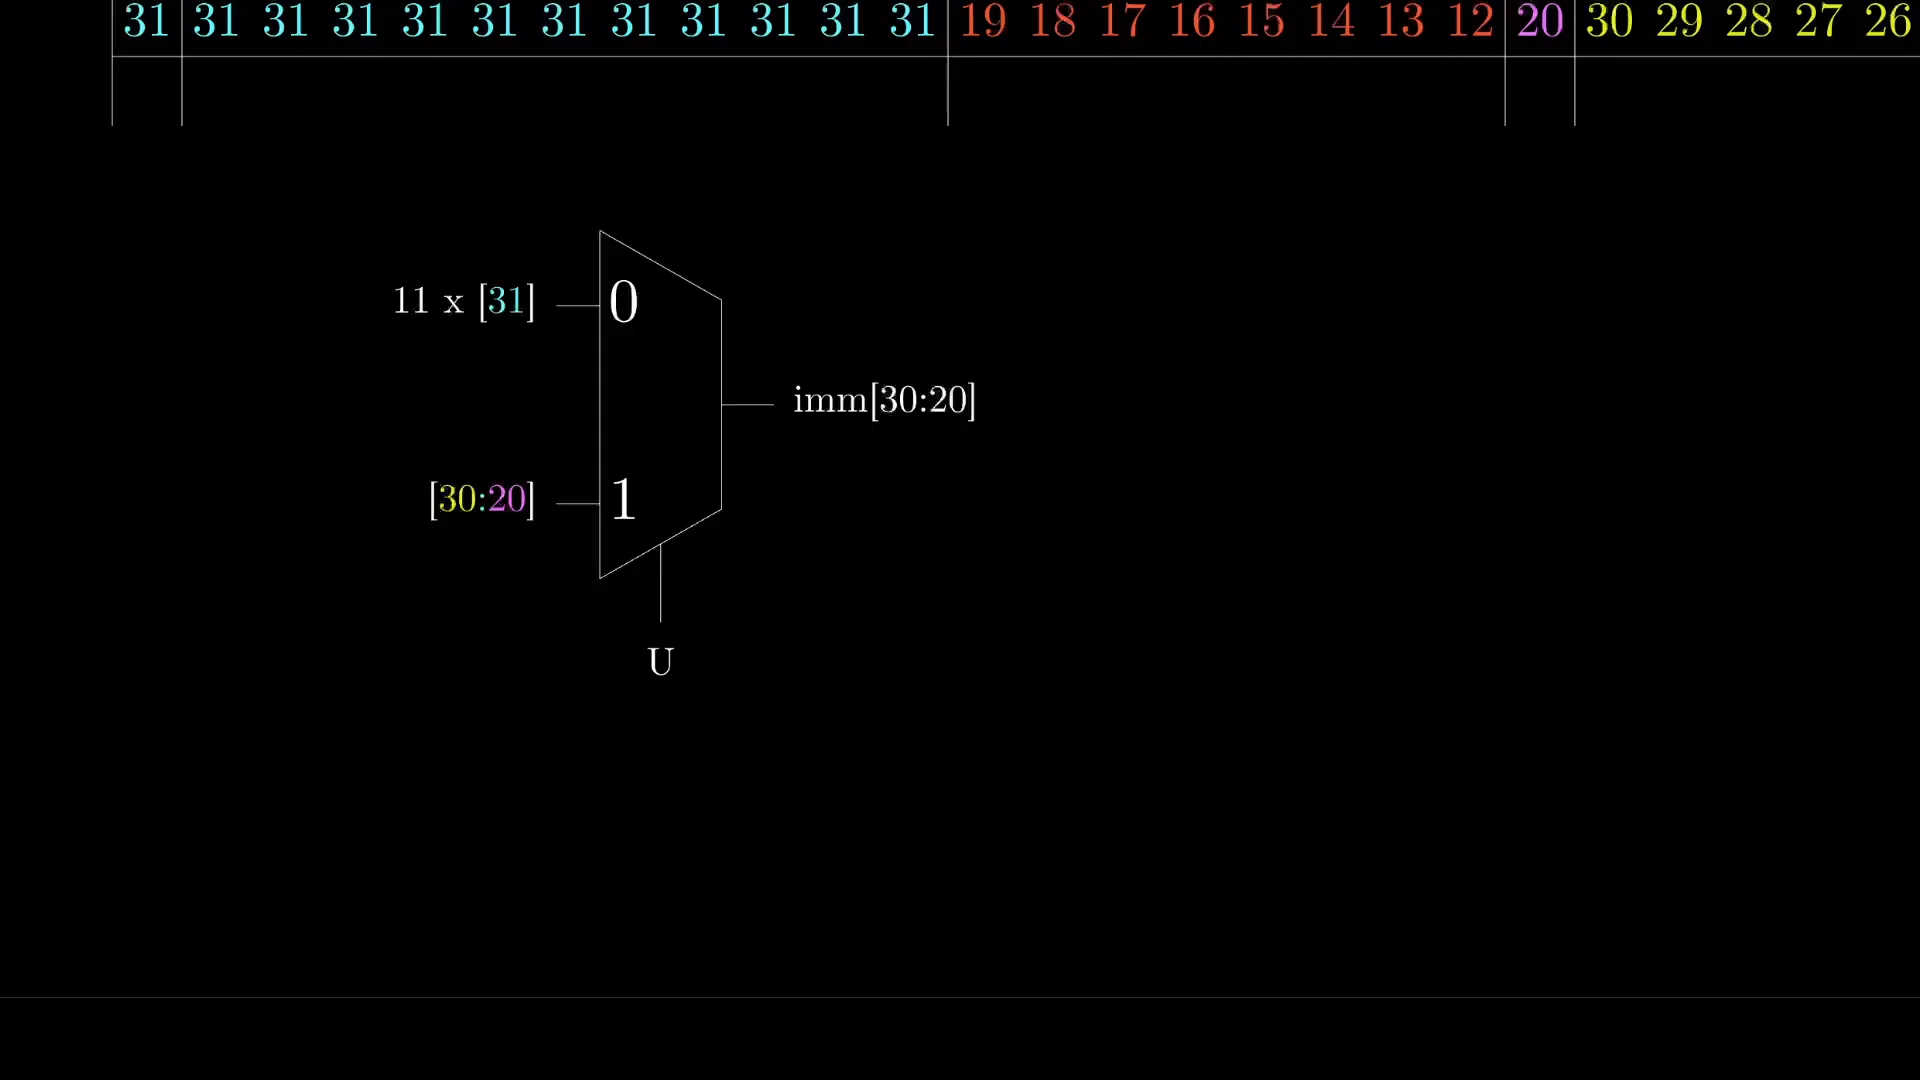 31 31 31 31 31 31 31 31 31 31 31 31 19 18 17 16 15 14 13 12 20 30 29 28 27 26
11 x [31] 0
imm[30:20]
[30:20] 1
U